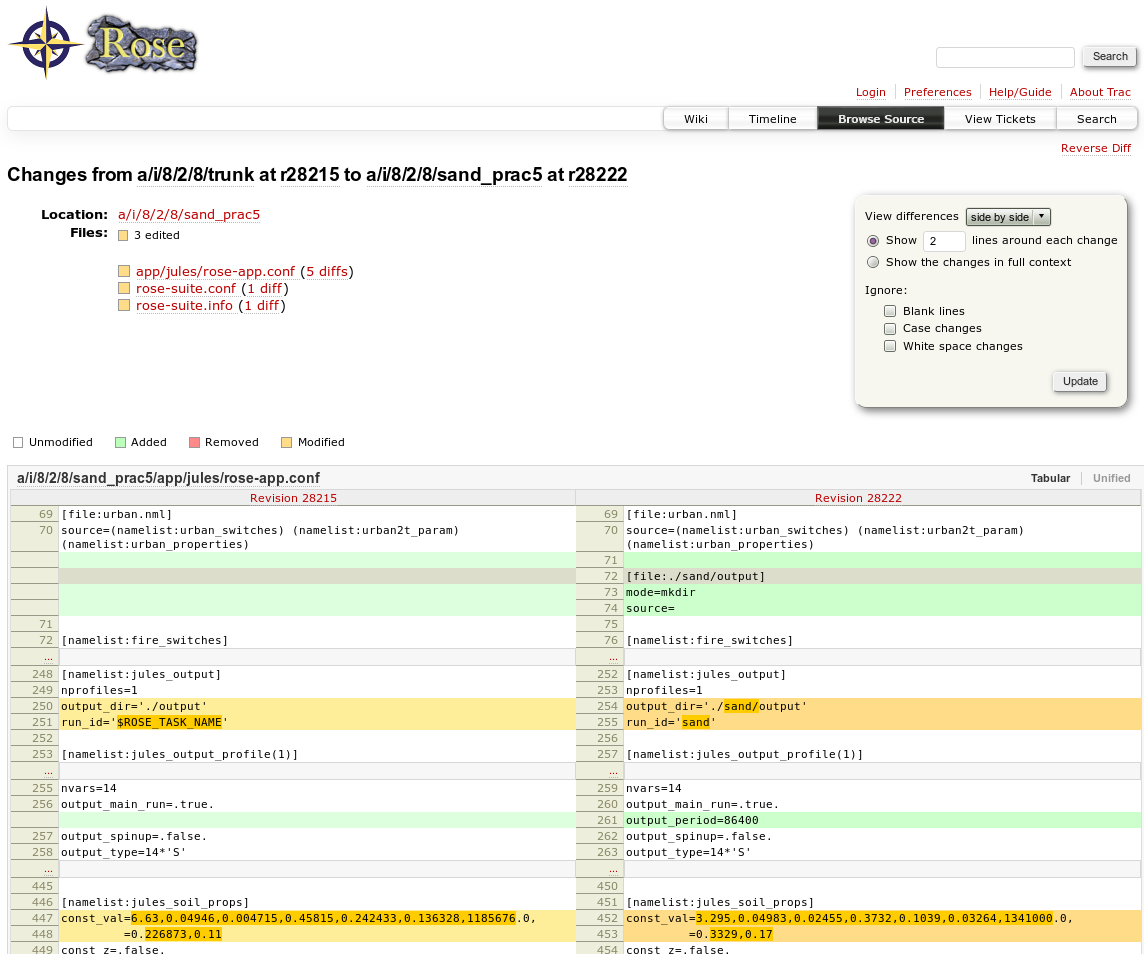 Rose
Search
Login Preferences Help/Guide About Trac
Wiki Timeline Browse Source View Tickets Search
Reverse Diff
Changes from a/i/8/2/8/trunk at r28215 to a/i/8/2/8/sand_prac5 at r28222
Location: a/i/8/2/8/sand_prac5
Files: 3 edited
app/jules/rose-app.conf (5 diffs)
rose-suite.conf (1 diff)
rose-suite.info (1 diff)
View differences side by side
Show 2 lines around each change
Show the changes in full context
Ignore:
Blank lines
Case changes
White space changes
Update
Unmodified Added Removed Modified
a/i/8/2/8/sand_prac5/app/jules/rose-app.conf Tabular Unified
Revision 28215 Revision 28222
69 [file:urban.nml] 69 [file:urban.nml]
70 source=(namelist:urban_switches) (namelist:urban2t_param) 70 source=(namelist:urban_switches) (namelist:urban2t_param)
(namelist:urban_properties) (namelist:urban_properties)
71
72 [file:./sand/output]
73 mode=mkdir
74 source=
71 75
72 [namelist:fire_switches] 76 [namelist:fire_switches]
… …
248 [namelist:jules_output] 252 [namelist:jules_output]
249 nprofiles=1 253 nprofiles=1
250 output_dir='./output' 254 output_dir='./sand/output'
251 run_id='$ROSE_TASK_NAME' 255 run_id='sand'
252 256
253 [namelist:jules_output_profile(1)] 257 [namelist:jules_output_profile(1)]
… …
255 nvars=14 259 nvars=14
256 output_main_run=.true. 260 output_main_run=.true.
261 output_period=86400
257 output_spinup=.false. 262 output_spinup=.false.
258 output_type=14*'S' 263 output_type=14*'S'
… …
445 450
446 [namelist:jules_soil_props] 451 [namelist:jules_soil_props]
447 const_val=6.63,0.04946,0.004715,0.45815,0.242433,0.136328,1185676.0, 452 const_val=3.295,0.04983,0.02455,0.3732,0.1039,0.03264,1341000.0,
448 =0.226873,0.11 453 =0.3329,0.17
449 const_z=.false. 454 const_z=.false.